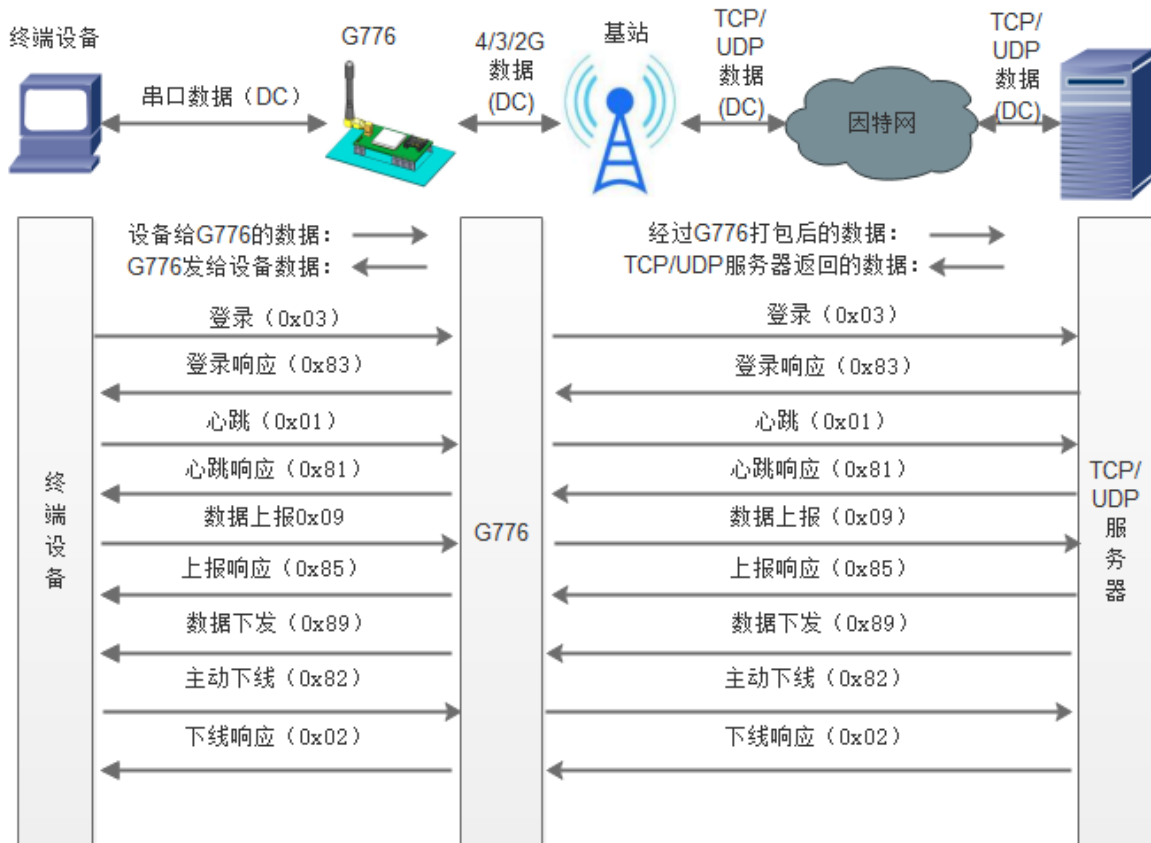 终端设备
G776
4/3/2G
数据
(DC)
基站
TCP/
UDP
数据
(DC)
TCP/
UDP
数据
(DC)
串口数据（DC）
因特网
设备给G776的数据：
G776发给设备数据：
经过G776打包后的数据：
TCP/UDP服务器返回的数据：
登录（0x03）
登录响应（0x83）
心跳（0x01）
心跳响应（0x81）
数据上报0x09
上报响应（0x85）
数据下发（0x89）
主动下线（0x82）
下线响应（0x02）
登录（0x03）
登录响应（0x83）
心跳（0x01）
心跳响应（0x81）
数据上报（0x09）
上报响应（0x85）
数据下发（0x89）
主动下线（0x82）
下线响应（0x02）
终
端
设
备
G776
TCP/
UDP
服
务
器